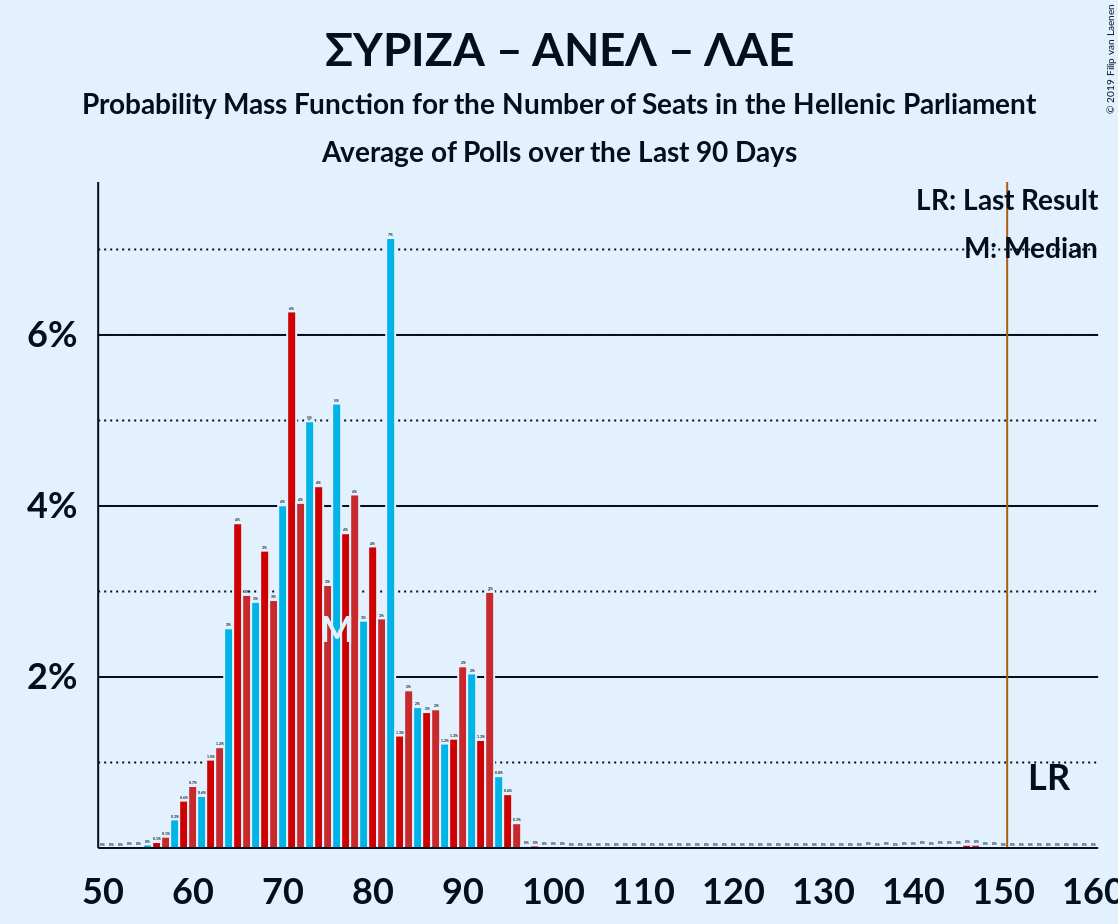 ΣΥΡΙΖΑ – ΑΝΕΛ – ΛΑΕ
Probability Mass Function for the Number of Seats in the Hellenic Parliament
Average of Polls over the Last 90 Days
© 2019 Filip van Laenen
LR: Last Result
M: Median
6%
4%
2%
M
LR
50 60 70 80 90 100 110 120 130 140 150 160